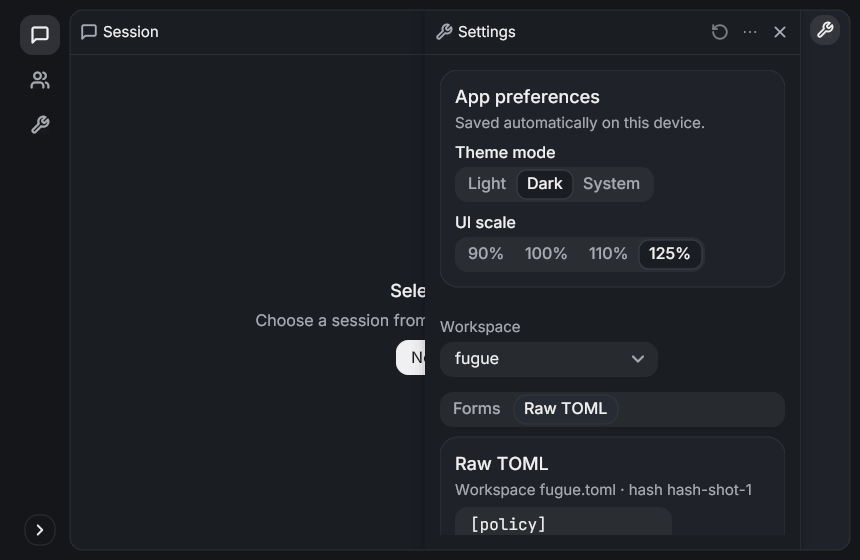 Session
Settings
App preferences
Saved automatically on this device.
Theme mode
Light Dark System
UI scale
90% 100% 110% 125%
Choose a session from
Workspace
fugue
Forms Raw TOML
Raw TOML
Workspace fugue.toml · hash hash-shot-1
[policy]